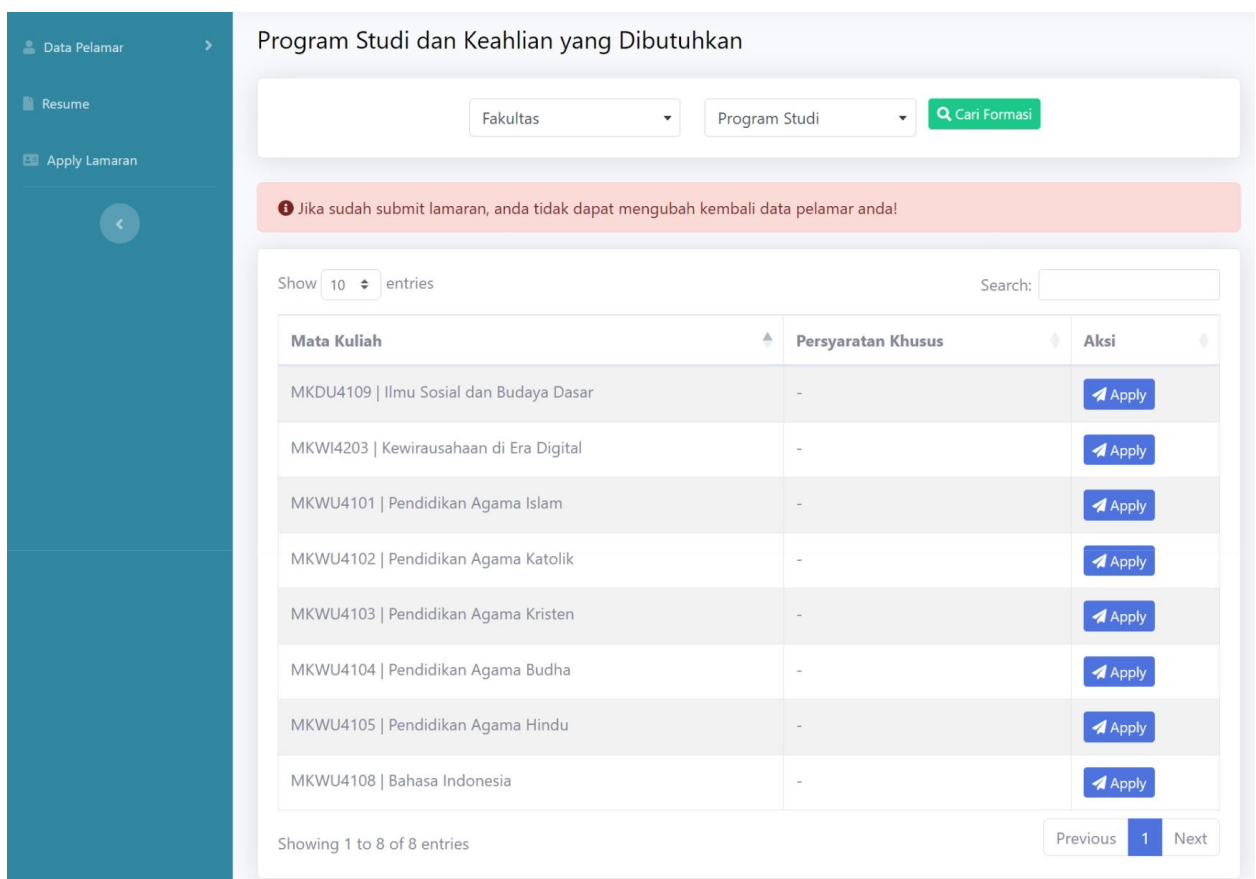 Data Pelamar
Resume
Apply Lamaran
Program Studi dan Keahlian yang Dibutuhkan
Fakultas Program Studi Cari Formasi
Jika sudah submit lamaran, anda tidak dapat mengubah kembali data pelamar anda!
Show 10 entries Search:
Mata Kuliah Persyaratan Khusus Aksi
MKDU4109 | Ilmu Sosial dan Budaya Dasar - Apply
MKWI4203 | Kewirausahaan di Era Digital - Apply
MKWU4101 | Pendidikan Agama Islam - Apply
MKWU4102 | Pendidikan Agama Katolik - Apply
MKWU4103 | Pendidikan Agama Kristen - Apply
MKWU4104 | Pendidikan Agama Budha - Apply
MKWU4105 | Pendidikan Agama Hindu - Apply
MKWU4108 | Bahasa Indonesia - Apply
Showing 1 to 8 of 8 entries Previous 1 Next